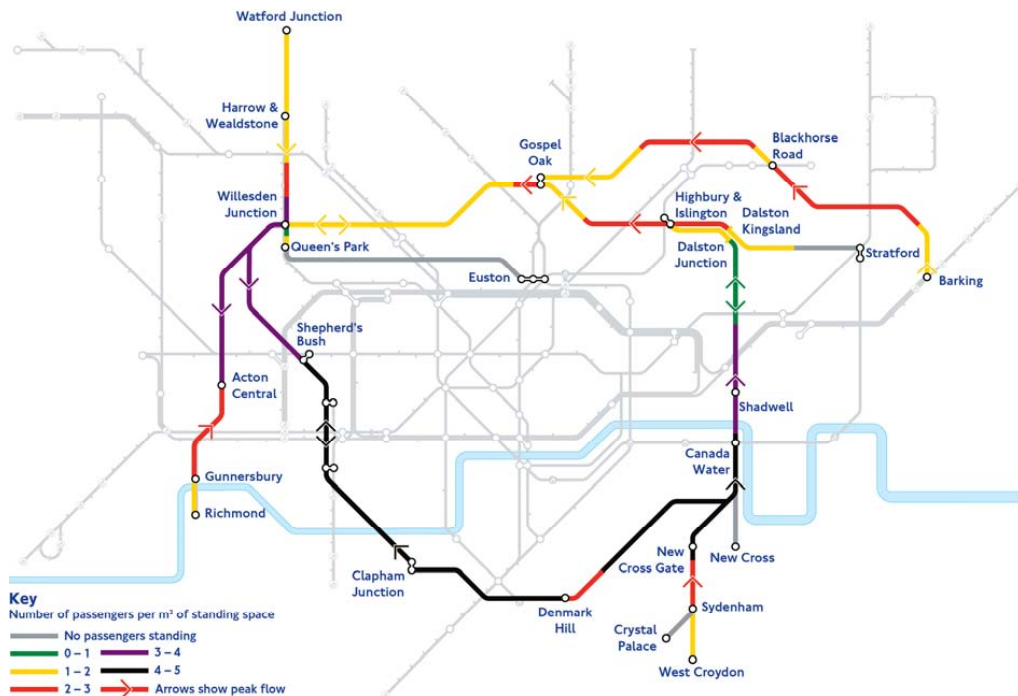 Watford Junction
Harrow &
Wealdstone
Gospel
Oak
Blackhorse
Road
Willesden
Junction
Highbury &
Islington
Dalston
Kingsland
Queen's Park
Dalston
Junction
Stratford
Euston
Barking
Shepherd's
Bush
Acton
Central
Shadwell
Canada
Water
Gunnersbury
Richmond
New
Cross Gate
New Cross
Clapham
Junction
Denmark
Hill
Sydenham
Crystal
Palace
West Croydon
Key
Number of passengers per m² of standing space
No passengers standing
0 – 1
3 – 4
1 – 2
4 – 5
2 – 3
Arrows show peak flow